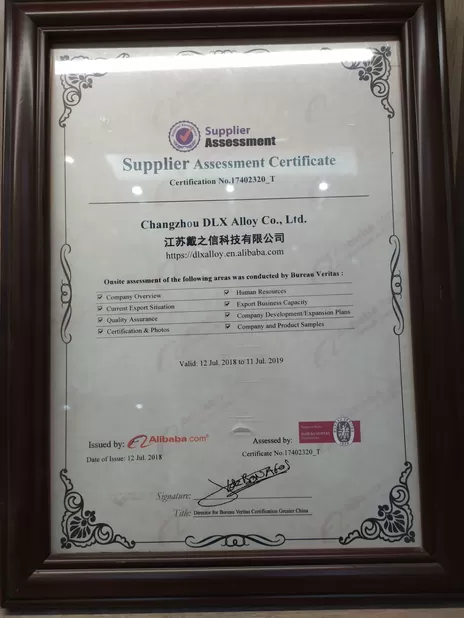 Supplier
Assessment
Supplier Assessment Certificate
Certification No.17402320_T
Changzhou DLX Alloy Co., Ltd.
江苏戴之信科技有限公司
https://dlxalloy.en.alibaba.com
Onsite assessment of the following areas was conducted by Bureau Veritas :
Company Overview
Human Resources
Current Export Situation
Export Business Capacity
Quality Assurance
Company Development/Expansion Plans
Certification & Photos
Company and Product Samples
Valid: 12 Jul. 2018 to 11 Jul. 2019
Issued by: Alibaba.com
Assessed by:
Date of Issue: 12 Jul. 2018
Certificate No.17402320_T
Signature:
Title: Director for Bureau Veritas Certification Greater China